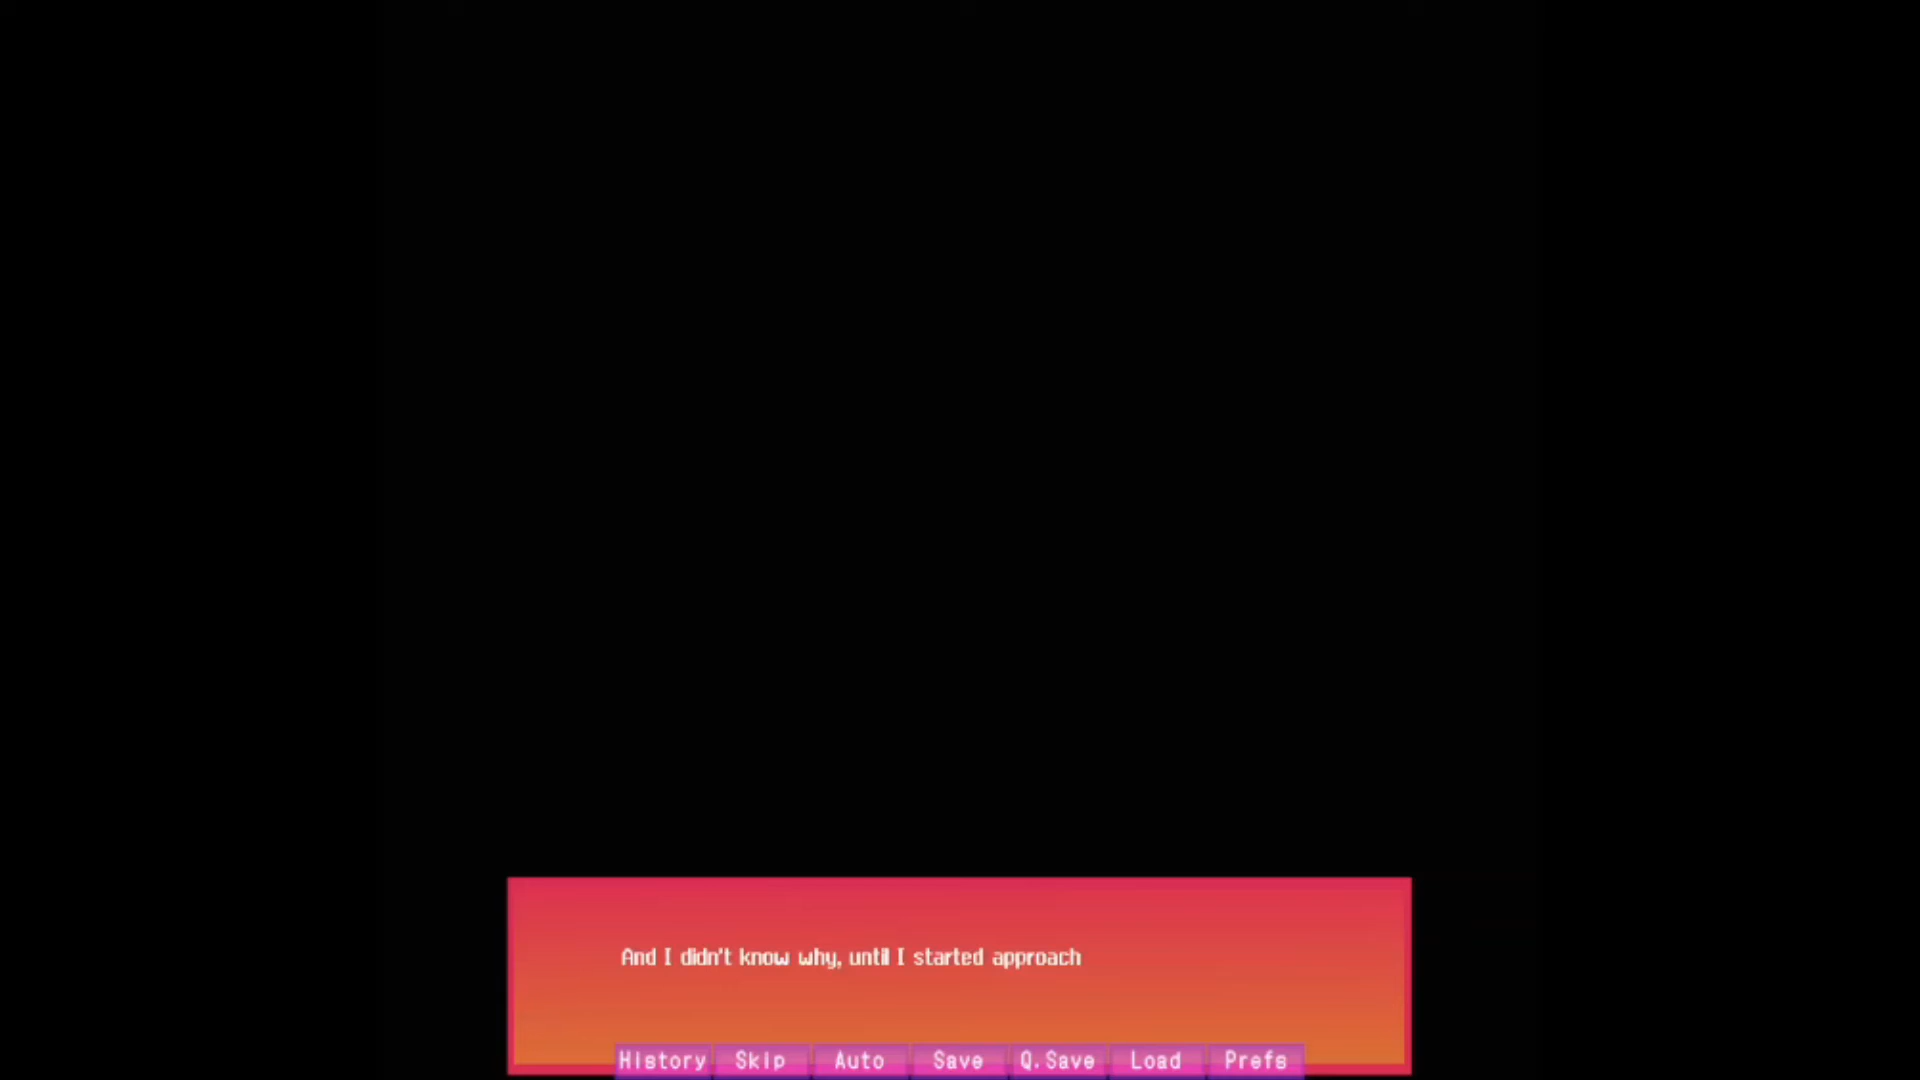 And I didn't know why, until I started approach
History Skip Auto Save Q.Save Load Prefs